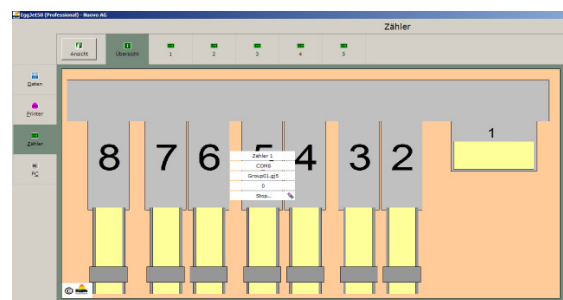 EggJet50 (Professional) - Nuovo AG
Zähler
Ansicht
Übersicht
1
2
3
4
5
Daten
Printer
Zähler
PC
8
7
6
5
4
3
2
1
Zähler 1
COM8
Group01.gj5
0
Stop..
©